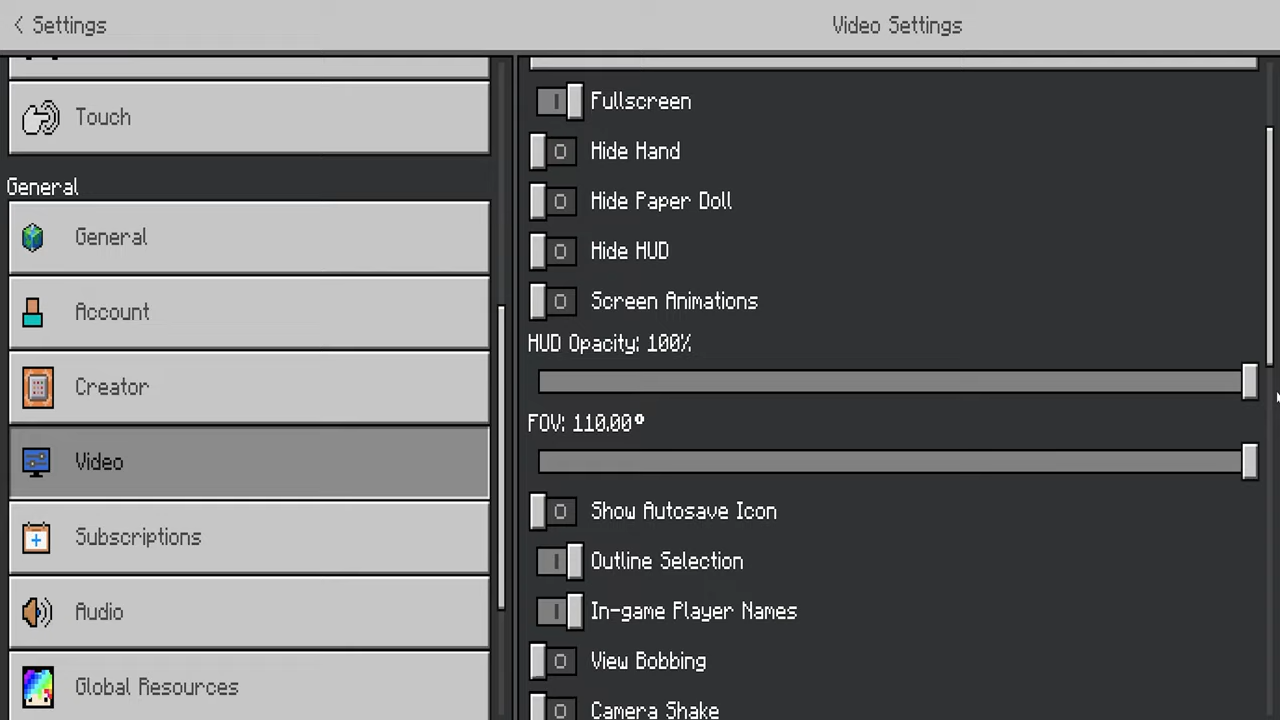 Settings
Video Settings
Touch
General
General
Account
Creator
Video
Subscriptions
Audio
Global Resources
Fullscreen
Hide Hand
Hide Paper Doll
Hide HUD
Screen Animations
HUD Opacity: 100%
FOV: 110.00°
Show Autosave Icon
Outline Selection
In-game Player Names
View Bobbing
Camera Shake